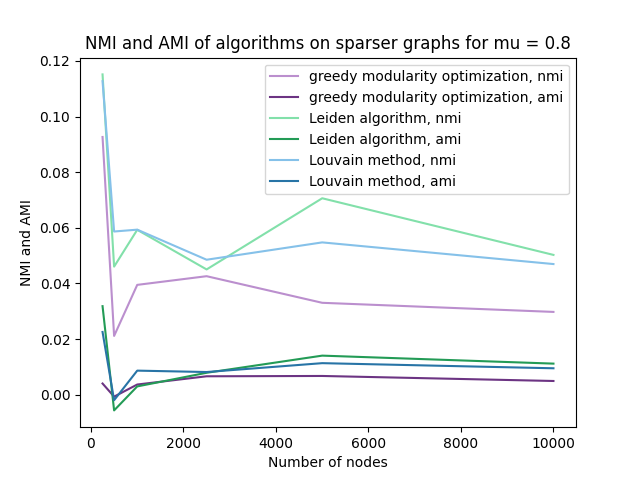 NMI and AMI of algorithms on sparser graphs for mu = 0.8
0.12
0.10
0.08
0.06
0.04
0.02
0.00
NMI and AMI
greedy modularity optimization, nmi
greedy modularity optimization, ami
Leiden algorithm, nmi
Leiden algorithm, ami
Louvain method, nmi
Louvain method, ami
0 2000 4000 6000 8000 10000
Number of nodes